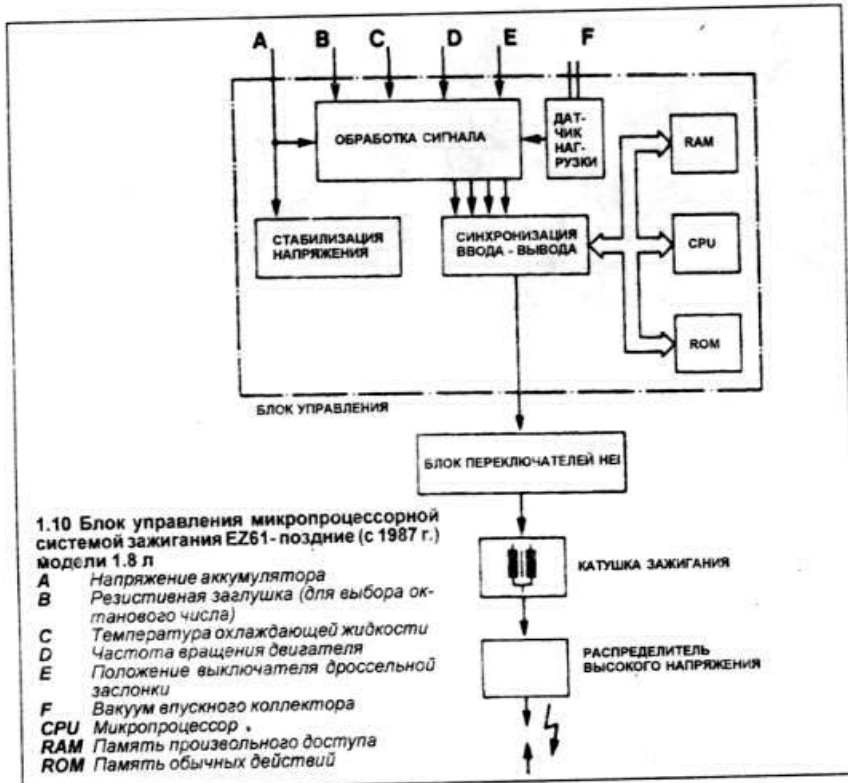 A B C D E F
ОБРАБОТКА СИГНАЛА
ДАТ-
ЧИК
НАГ-
РУЗКИ
RAM
СТАБИЛИЗАЦИЯ
НАПРЯЖЕНИЯ
СИНХРОНИЗАЦИЯ
ВВОДА - ВЫВОДА
CPU
ROM
БЛОК УПРАВЛЕНИЯ
БЛОК ПЕРЕКЛЮЧАТЕЛЕЙ HEI
КАТУШКА ЗАЖИГАНИЯ
РАСПРЕДЕЛИТЕЛЬ
ВЫСОКОГО НАПРЯЖЕНИЯ
1.10 Блок управления микропроцессорной
системой зажигания EZ61- поздние (с 1987 г.)
модели 1.8 л
A Напряжение аккумулятора
B Резистивная заглушка (для выбора ок-
танового числа)
C Температура охлаждающей жидкости
D Частота вращения двигателя
E Положение выключателя дроссельной
заслонки
F Вакуум впускного коллектора
CPU Микропроцессор
RAM Память произвольного доступа
ROM Память обычных действий